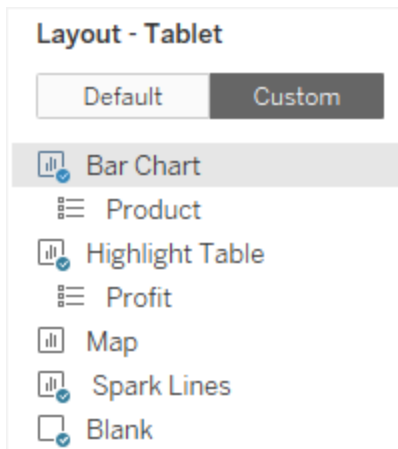 Layout - Tablet
Default Custom
Bar Chart
Product
Highlight Table
Profit
Map
Spark Lines
Blank